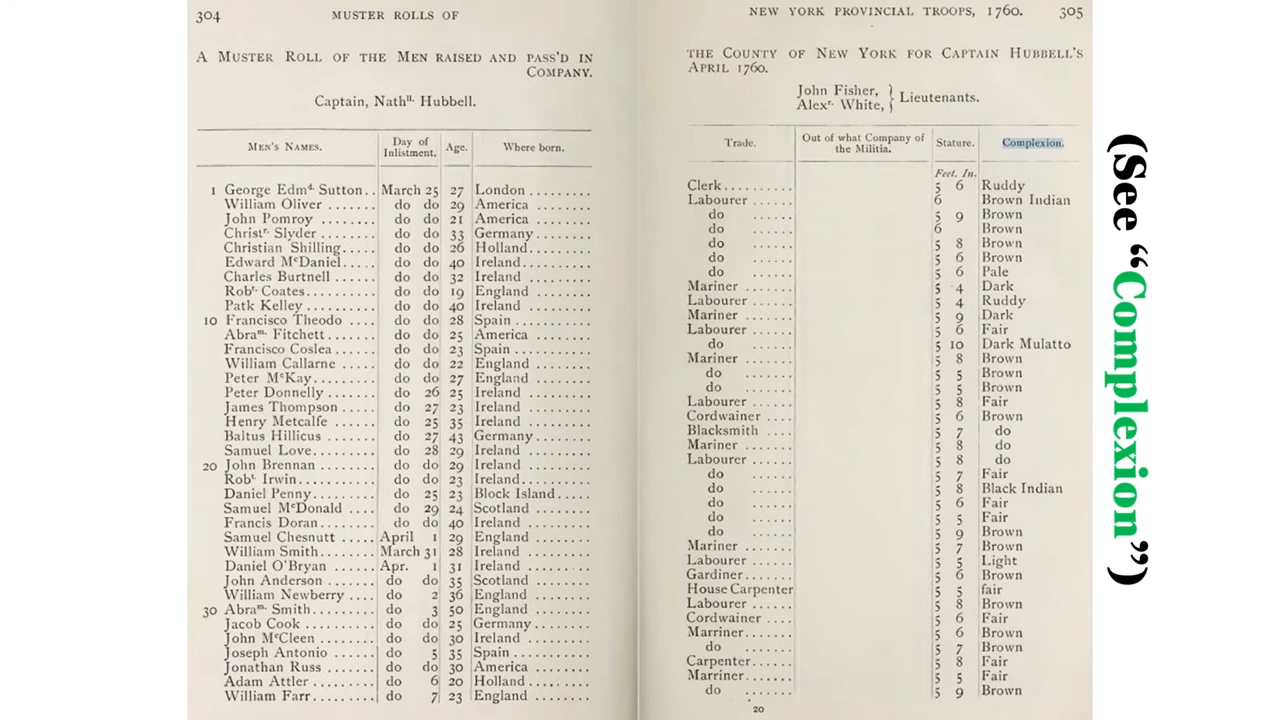 304 MUSTER ROLLS OF
A MUSTER ROLL OF THE MEN RAISED AND PASS'D IN
COMPANY.
Captain, Nathll. Hubbell.
MEN'S NAMES. Day of Inlistment. Age. Where born.
1 George Edmd. Sutton.. March 25 27 London .........
William Oliver ....... do do 29 America ........
John Pomroy ........ do do 21 America ........
Christr. Slyder ........ do do 33 Germany........
Christian Shilling..... do do 26 Holland.........
Edward McDaniel..... do do 40 Ireland..........
Charles Burtnell ...... do do 32 Ireland .........
Robt. Coates.......... do do 19 England ........
Patk Kelley.......... do do 40 Ireland .........
10 Francisco Theodo .... do do 28 Spain ...........
Abram. Fitchett....... do do 25 America ........
Francisco Coslea...... do do 23 Spain ...........
William Callarne ..... do do 22 England ........
Peter McKay......... do do 27 England ........
Peter Donnelly ....... do 26 25 Ireland .........
James Thompson ..... do 27 23 Ireland .........
Henry Metcalfe ...... do 25 35 Ireland .........
Baltus Hillicus ....... do 27 43 Germany........
Samuel Love.......... do 28 29 Ireland .........
20 John Brennan ........ do do 29 Ireland .........
Robt. Irwin........... do do 23 Ireland..........
Daniel Penny......... do 25 23 Block Island.....
Samuel McDonald .... do 29 24 Scotland ........
Francis Doran........ do do 40 Ireland .........
Samuel Chesnutt ..... April 1 29 England ........
William Smith........ March 31 28 Ireland .........
Daniel O'Bryan ...... Apr. 1 31 Ireland .........
John Anderson ....... do do 35 Scotland ........
William Newberry .... do 2 36 England ........
30 Abram. Smith......... do 3 50 England ........
Jacob Cook .......... do do 25 Germany........
John McCleen ........ do do 30 Ireland .........
Joseph Antonio ...... do 5 35 Spain ...........
Jonathan Russ ....... do do 30 America ........
Adam Attler ......... do 6 20 Holland .........
William Farr......... do 7 23 England ........
NEW YORK PROVINCIAL TROOPS, 1760. 305
THE COUNTY OF NEW YORK FOR CAPTAIN HUBBELL'S
APRIL 1760.
John Fisher,
Alexr. White, } Lieutenants.
Trade. Out of what Company of the Militia. Stature. Complexion.
Feet. In.
Clerk.......... 5 6 Ruddy
Labourer ...... 6 Brown Indian
do ...... 5 9 Brown
do ...... 6 Brown
do ...... 5 8 Brown
do ...... 5 6 Brown
do ...... 5 6 Pale
Mariner ....... 5 4 Dark
Labourer ...... 5 4 Ruddy
Mariner ....... 5 9 Dark
Labourer ...... 5 6 Fair
do ...... 5 10 Dark Mulatto
Mariner ....... 5 8 Brown
do ...... 5 5 Brown
do ...... 5 5 Brown
Labourer ...... 5 8 Fair
Cordwainer .... 5 6 Brown
Blacksmith .... 5 7 do
Mariner ....... 5 8 do
Labourer ...... 5 8 do
do ...... 5 7 Fair
do ...... 5 8 Black Indian
do ...... 5 6 Fair
do ...... 5 5 Fair
do ...... 5 9 Brown
Mariner ....... 5 7 Brown
Labourer ...... 5 5 Light
Gardiner....... 5 6 Brown
House Carpenter 5 5 fair
Labourer ...... 5 8 Brown
Cordwainer .... 5 6 Fair
Marriner....... 5 6 Brown
do ...... 5 7 Brown
Carpenter...... 5 8 Fair
Marriner....... 5 5 Fair
do ....... 5 9 Brown
20
(See “Complexion”)